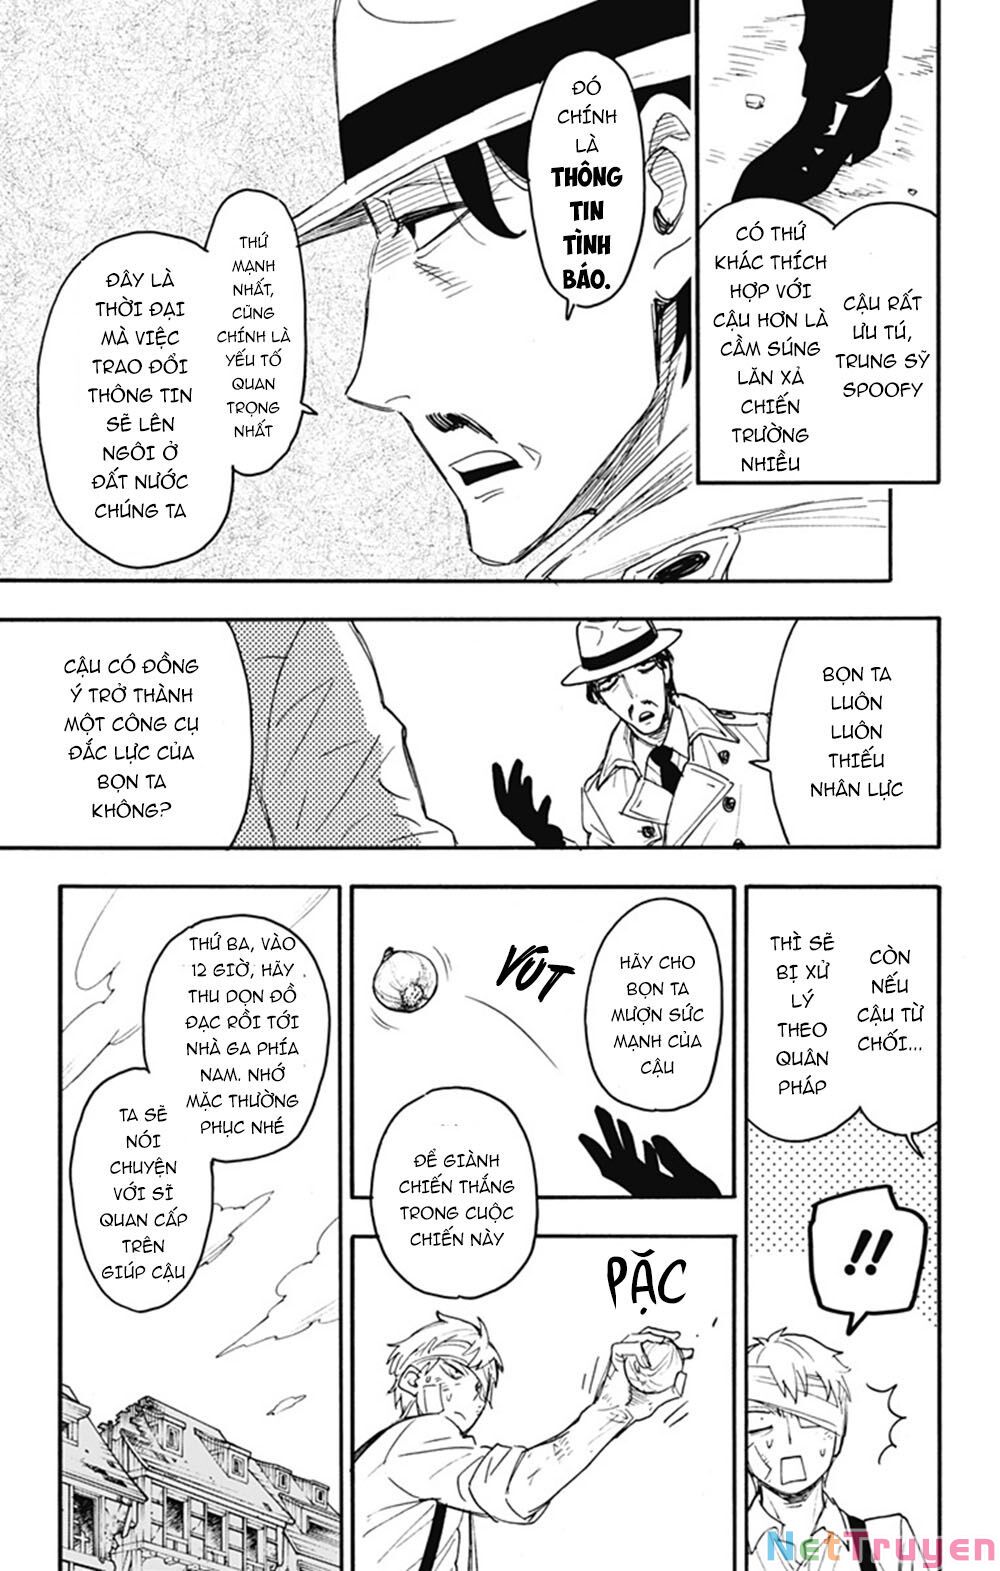 CẬU RẤT
ƯU TÚ,
TRUNG SỸ
SPOOFY
CÓ THỨ
KHÁC THÍCH
HỢP VỚI
CẬU HƠN LÀ
CẦM SÚNG
LĂN XẢ
CHIẾN
TRƯỜNG
NHIỀU
ĐÓ
CHÍNH
LÀ
THÔNG
TIN
TÌNH
BÁO.
THỨ
MẠNH
NHẤT,
CŨNG
CHÍNH LÀ
YẾU TỐ
QUAN
TRỌNG
NHẤT
ĐÂY LÀ
THỜI ĐẠI
MÀ VIỆC
TRAO ĐỔI
THÔNG TIN
SẼ LÊN
NGÔI Ở
ĐẤT NƯỚC
CHÚNG TA
BỌN TA
LUÔN
LUÔN
THIẾU
NHÂN LỰC
CẬU CÓ ĐỒNG
Ý TRỞ THÀNH
MỘT CÔNG CỤ
ĐẮC LỰC CỦA
BỌN TA
KHÔNG?
CÒN
NẾU
CẬU TỪ
CHỐI...
THÌ SẼ
BỊ XỬ
LÝ
THEO
QUÂN
PHÁP
!!
HÃY CHO
BỌN TA
MƯỢN SỨC
MẠNH CỦA
CẬU
VÚT
ĐỂ GIÀNH
CHIẾN THẮNG
TRONG CUỘC
CHIẾN NÀY
PẶC
THỨ BA, VÀO
12 GIỜ, HÃY
THU DỌN ĐỒ
ĐẠC RỒI TỚI
NHÀ GA PHÍA
NAM. NHỚ
MẶC THƯỜNG
PHỤC NHÉ
TA SẼ
NÓI
CHUYỆN
VỚI SĨ
QUAN CẤP
TRÊN
GIÚP CẬU
NetTruyen